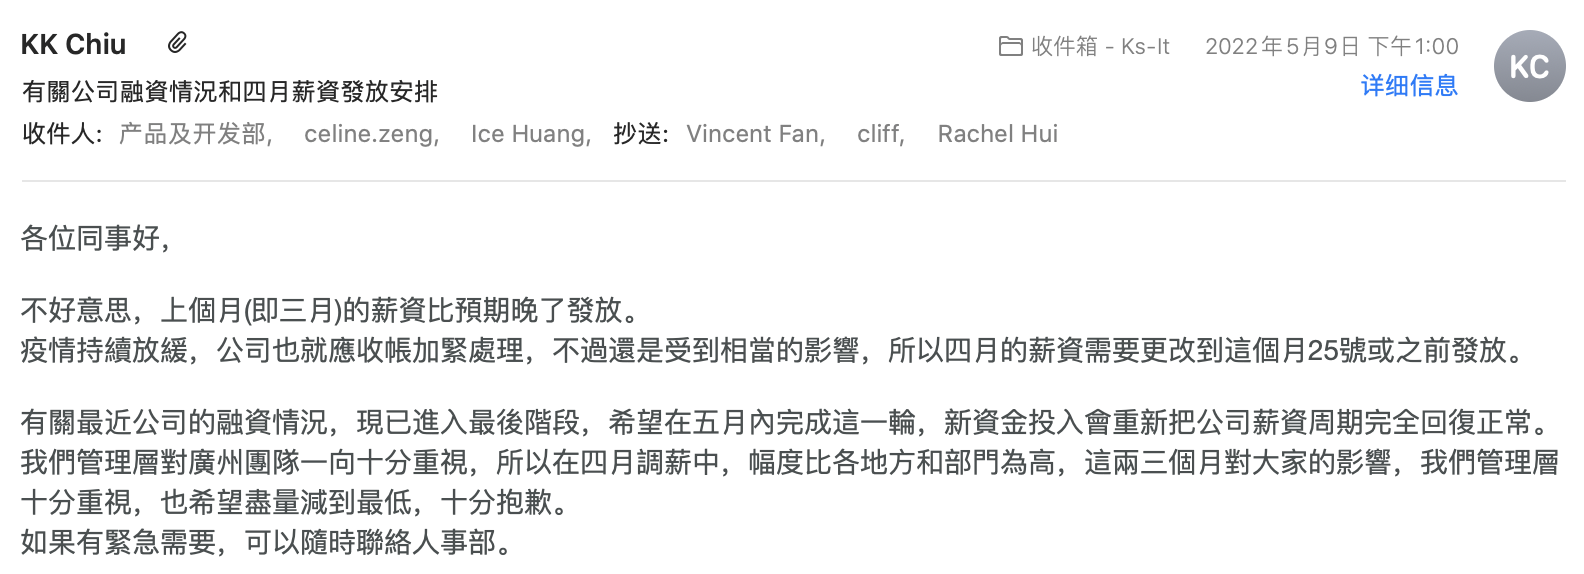 KK Chiu
收件箱 - Ks-It 2022年5月9日 下午1:00
KC
有關公司融資情況和四月薪資發放安排
详细信息
收件人: 产品及开发部, celine.zeng, Ice Huang, 抄送: Vincent Fan, cliff, Rachel Hui
各位同事好,
不好意思，上個月(即三月)的薪資比預期晚了發放。
疫情持續放緩，公司也就應收帳加緊處理，不過還是受到相當的影響，所以四月的薪資需要更改到這個月25號或之前發放。
有關最近公司的融資情況，現已進入最後階段，希望在五月內完成這一輪，新資金投入會重新把公司薪資周期完全回復正常。
我們管理層對廣州團隊一向十分重視，所以在四月調薪中，幅度比各地方和部門為高，這兩三個月對大家的影響，我們管理層
十分重視，也希望盡量減到最低，十分抱歉。
如果有緊急需要，可以隨時聯絡人事部。